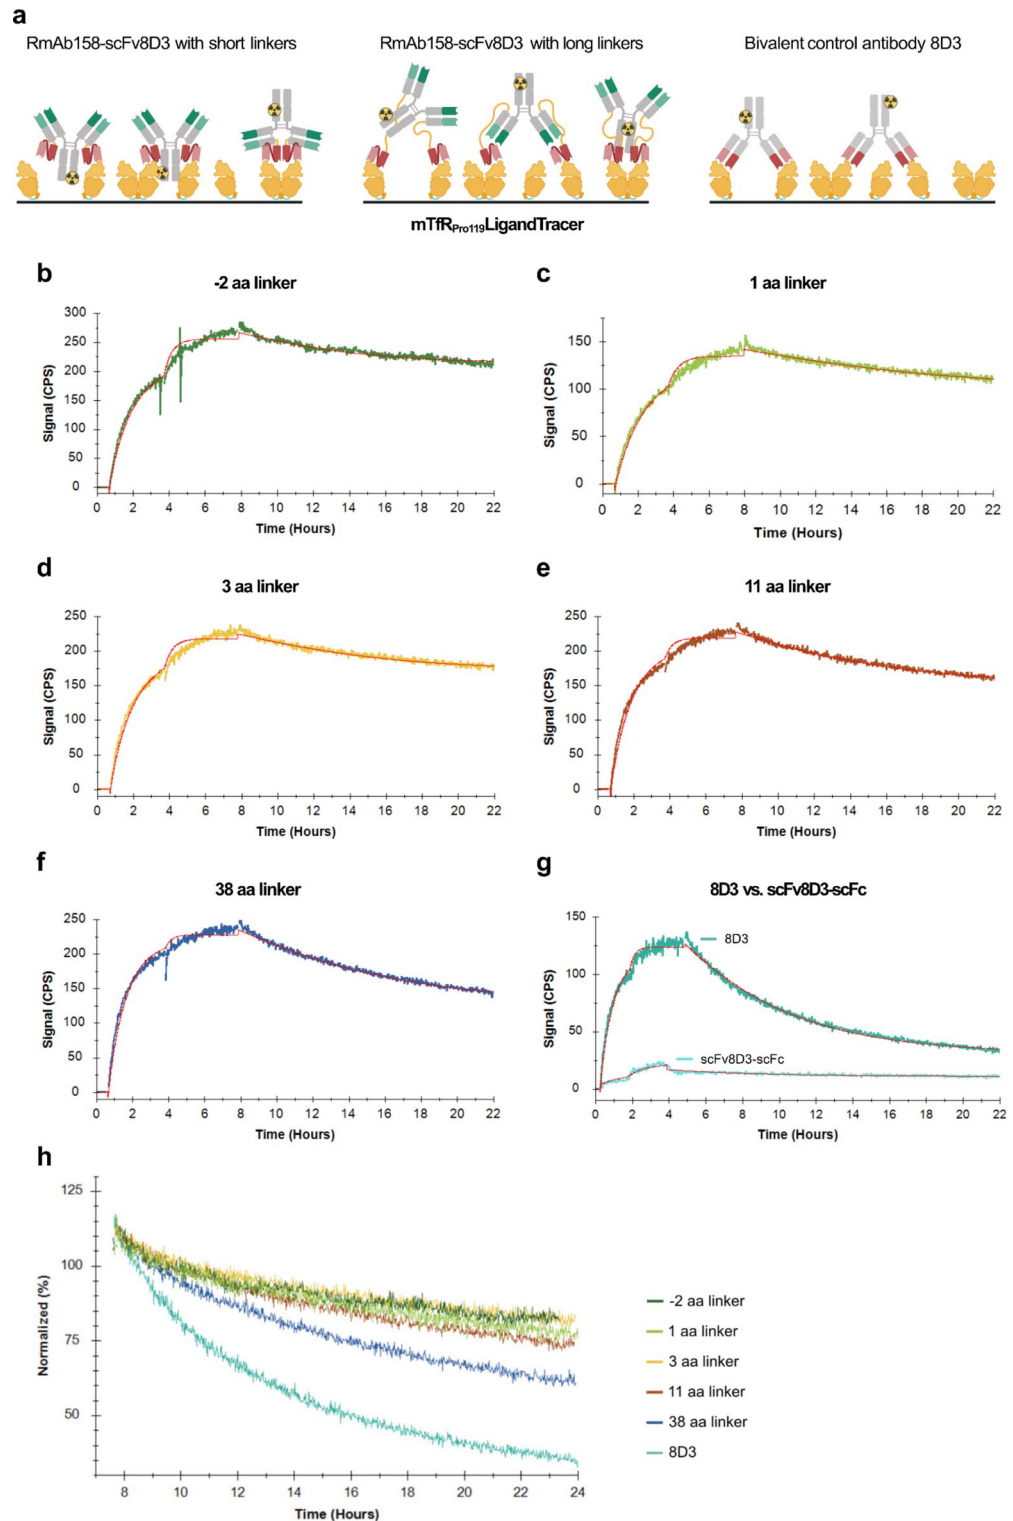 a
RmAb158-scFv8D3 with short linkers
RmAb158-scFv8D3 with long linkers
Bivalent control antibody 8D3
mTfRPro119LigandTracer
b
-2 aa linker
300
250
200
150
100
50
0
Signal (CPS)
0 2 4 6 8 10 12 14 16 18 20 22
Time (Hours)
c
1 aa linker
150
100
50
0
Signal (CPS)
0 2 4 6 8 10 12 14 16 18 20 22
Time (Hours)
d
3 aa linker
250
200
150
100
50
0
Signal (CPS)
0 2 4 6 8 10 12 14 16 18 20 22
Time (Hours)
e
11 aa linker
250
200
150
100
50
0
Signal (CPS)
0 2 4 6 8 10 12 14 16 18 20 22
Time (Hours)
f
38 aa linker
250
200
150
100
50
0
Signal (CPS)
0 2 4 6 8 10 12 14 16 18 20 22
Time (Hours)
g
8D3 vs. scFv8D3-scFc
150
100
50
0
Signal (CPS)
8D3
scFv8D3-scFc
0 2 4 6 8 10 12 14 16 18 20 22
Time (Hours)
h
125
100
75
50
Normalized (%)
8 10 12 14 16 18 20 22 24
Time (Hours)
-2 aa linker
1 aa linker
3 aa linker
11 aa linker
38 aa linker
8D3